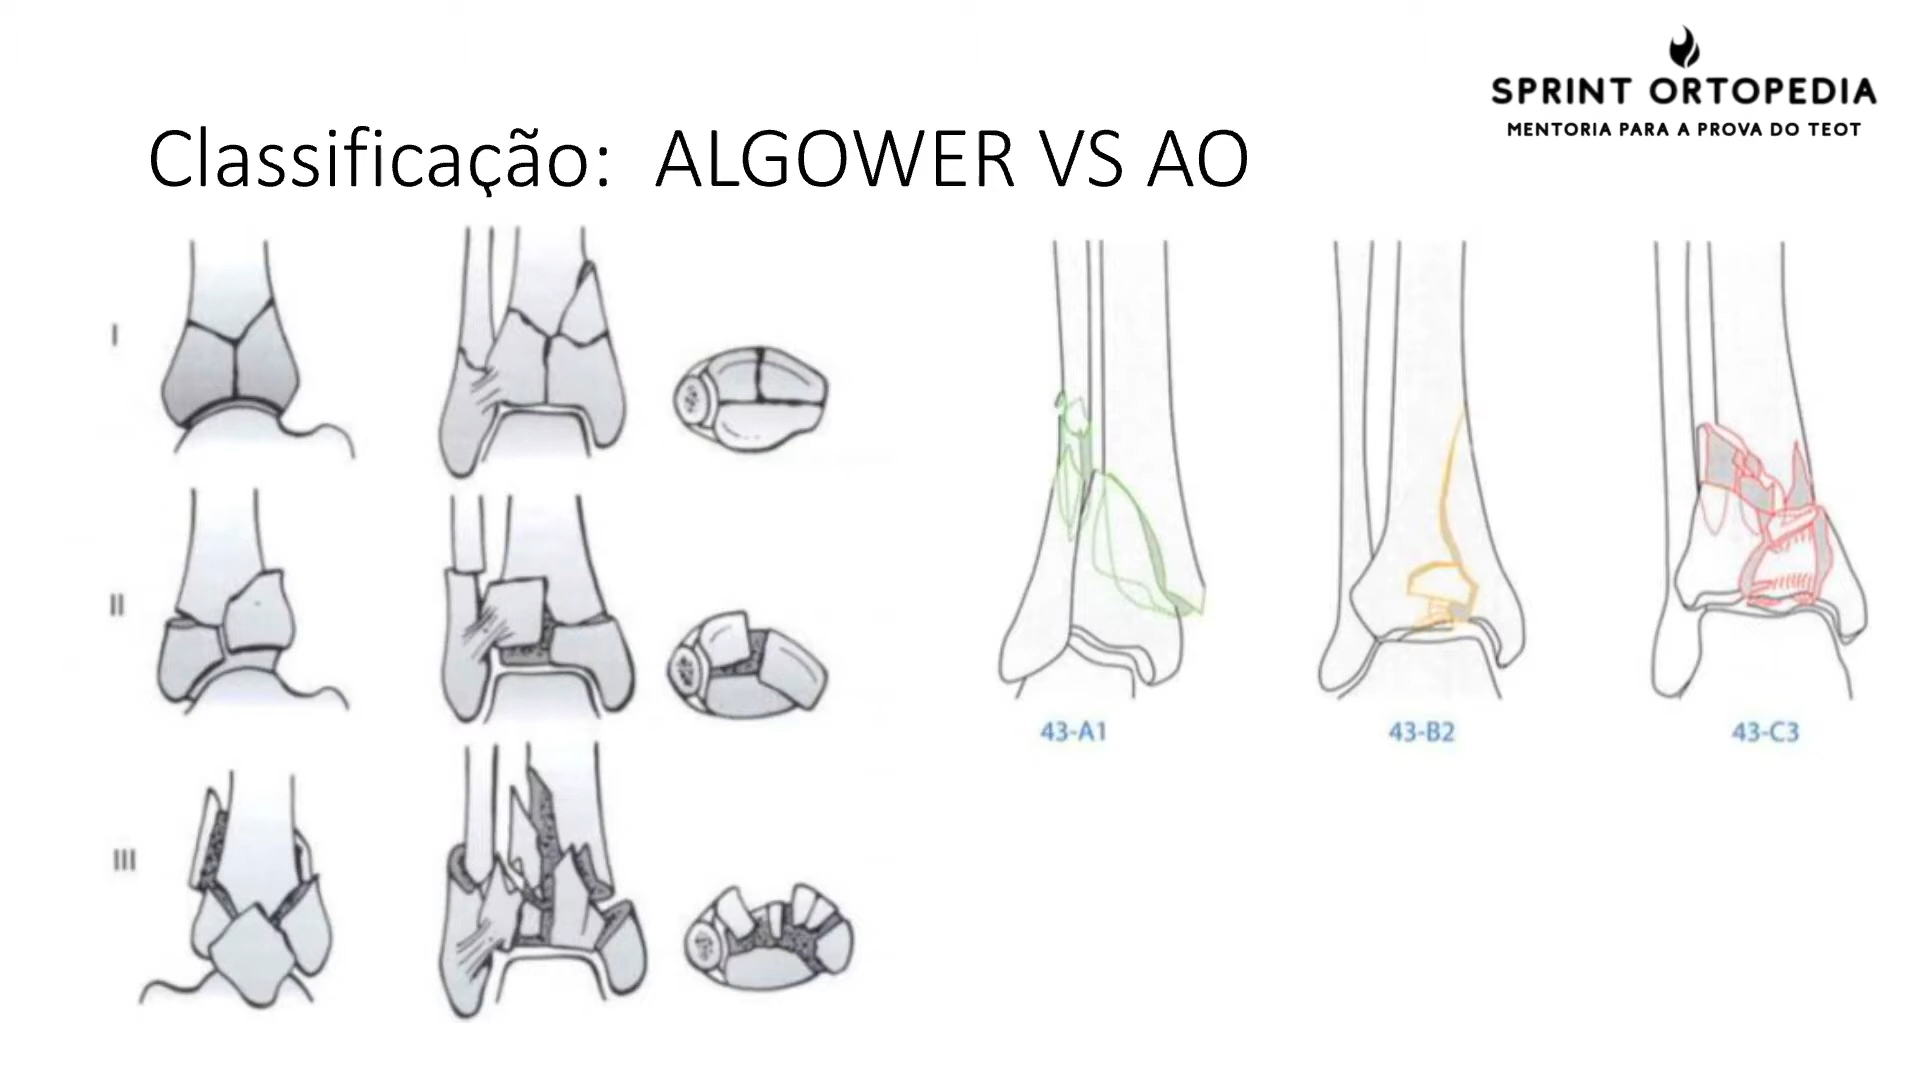 SPRINT ORTOPEDIA
MENTORIA PARA A PROVA DO TEOT
Classificação: ALGOWER VS AO
I
II
III
43-A1
43-B2
43-C3